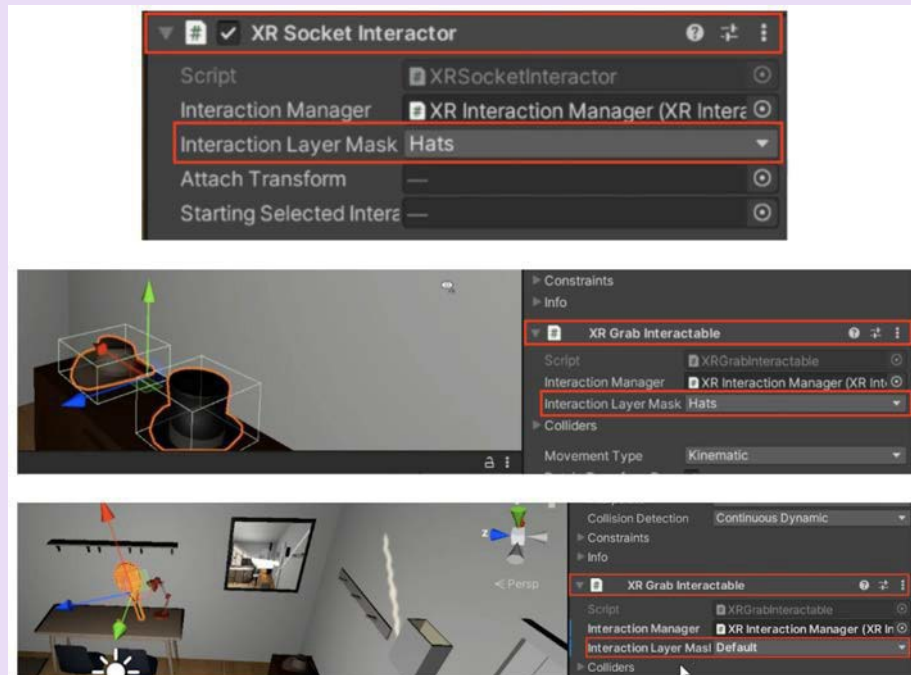 XR Socket Interactor
Script XRSocketInteractor
Interaction Manager XR Interaction Manager (XR Intera
Interaction Layer Mask Hats
Attach Transform —
Starting Selected Intera —
Constraints
Info
XR Grab Interactable
Script XRGrabInteractable
Interaction Manager XR Interaction Manager (XR Int
Interaction Layer Mask Hats
Colliders
Movement Type Kinematic
Collision Detection Continuous Dynamic
Constraints
Info
z
< Persp
XR Grab Interactable
Script XRGrabInteractable
Interaction Manager XR Interaction Manager (XR In
Interaction Layer Masl Default
Colliders